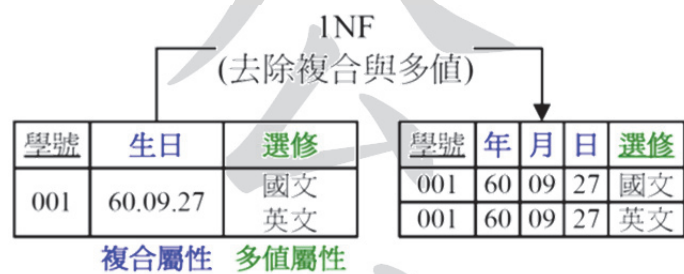 1NF
(去除複合與多值)
學號 生日 選修
001 60.09.27 國文
英文
複合屬性 多值屬性
學號 年 月 日 選修
001 60 09 27 國文
001 60 09 27 英文